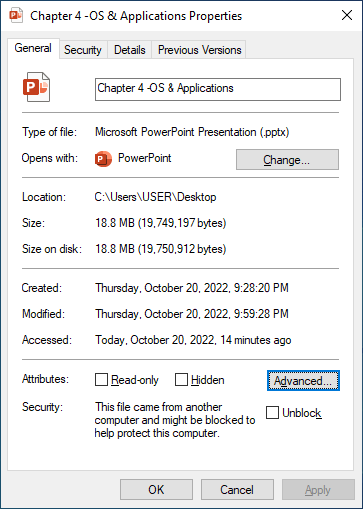 Chapter 4 -OS & Applications Properties
General Security Details Previous Versions
Chapter 4 -OS & Applications
Type of file: Microsoft PowerPoint Presentation (.pptx)
Opens with: PowerPoint Change...
Location: C:\Users\USER\Desktop
Size: 18.8 MB (19,749,197 bytes)
Size on disk: 18.8 MB (19,750,912 bytes)
Created: Thursday, October 20, 2022, 9:28:20 PM
Modified: Thursday, October 20, 2022, 9:59:28 PM
Accessed: Today, October 20, 2022, 14 minutes ago
Attributes: Read-only Hidden Advanced...
Security: This file came from another
computer and might be blocked to
help protect this computer.
Unblock
OK Cancel Apply